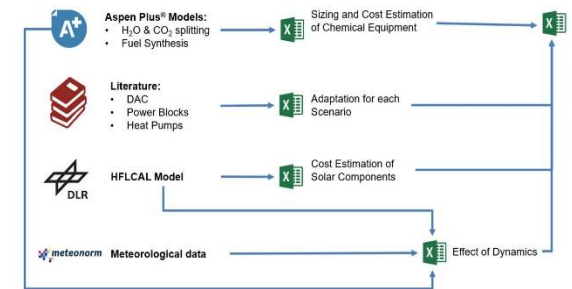 A+
Aspen Plus® Models:
• H₂O & CO₂ splitting
• Fuel Synthesis
X
Sizing and Cost Estimation
of Chemical Equipment
X
Literature:
• DAC
• Power Blocks
• Heat Pumps
X
Adaptation for each
Scenario
DLR
HFLCAL Model
X
Cost Estimation of
Solar Components
meteonorm
Meteorological data
X
Effect of Dynamics